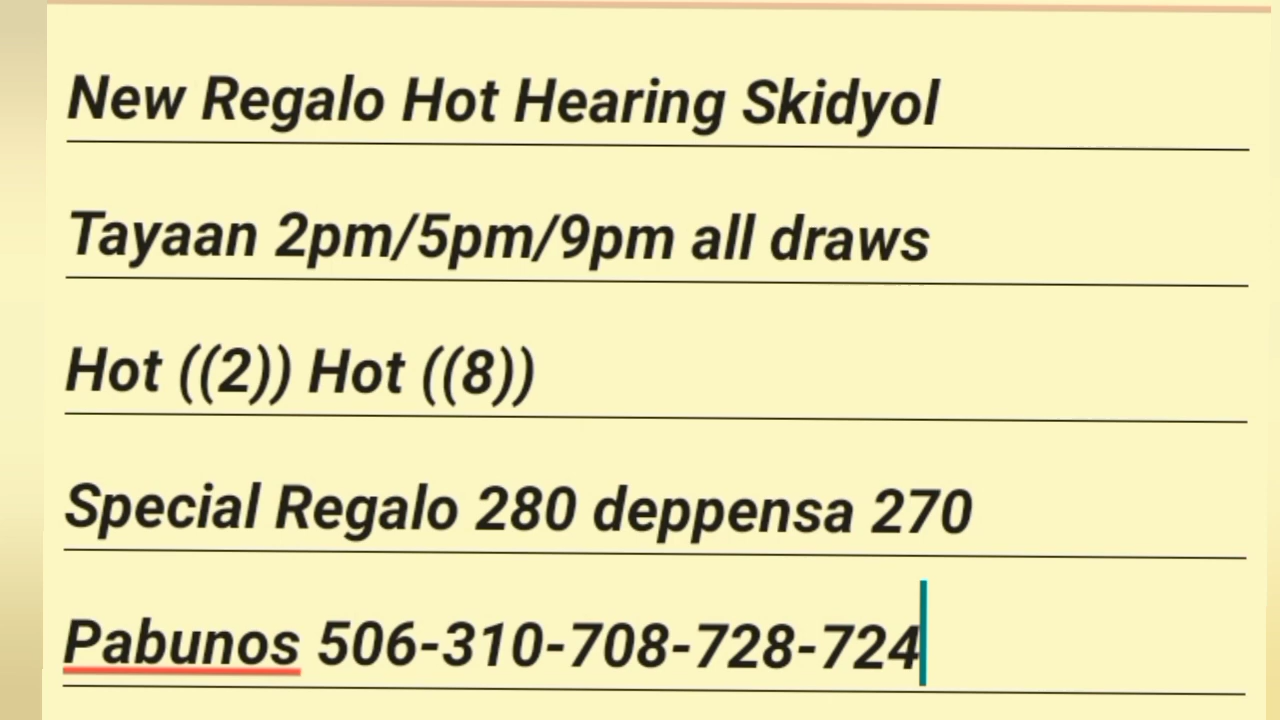 New Regalo Hot Hearing Skidyol
Tayaan 2pm/5pm/9pm all draws
Hot ((2)) Hot ((8))
Special Regalo 280 deppensa 270
Pabunos 506-310-708-728-724